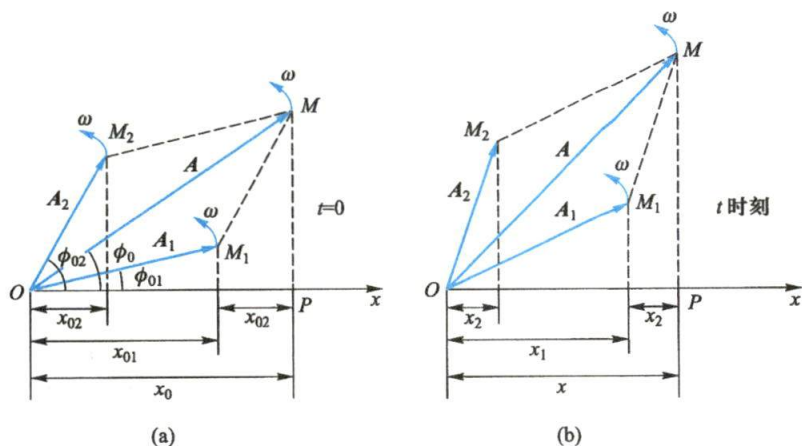 ω
M
ω
M₂
A
A₂
t=0
ω
A₁
M₁
ϕ₀₂
ϕ₀
ϕ₀₁
O
P
x
x₀₂
x₀₂
x₀₁
x₀
(a)
ω
M
M₂
A
ω
A₂
A₁
M₁
t 时刻
O
P
x
x₂
x₂
x₁
x
(b)